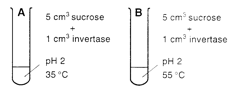 A
5 cm³ sucrose
+
1 cm³ invertase
pH 2
35 °C
B
5 cm³ sucrose
+
1 cm³ invertase
pH 2
55 °C